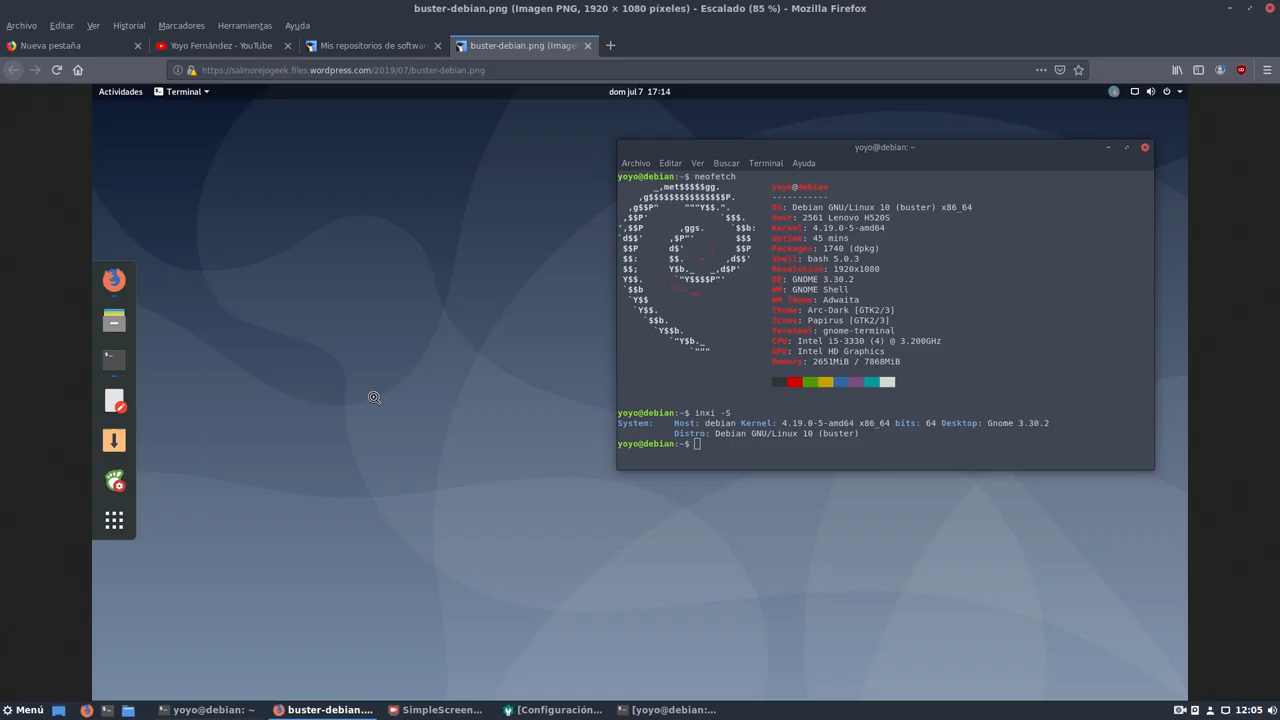 buster-debian.png (Imagen PNG, 1920 × 1080 píxeles) - Escalado (85 %) - Mozilla Firefox
Archivo Editar Ver Historial Marcadores Herramientas Ayuda
Nueva pestaña
Yoyo Fernández - YouTube
Mis repositorios de softwar
buster-debian.png (Imagen
https://salmorejogeek.files.wordpress.com/2019/07/buster-debian.png
Actividades Terminal dom jul 7 17:14
yoyo@debian: ~
Archivo Editar Ver Buscar Terminal Ayuda
yoyo@debian:~$ neofetch
_,met$$$$$gg.
,g$$$$$$$$$$$$$$$P.
,g$$P" """Y$$.".
,$$P' `$$$.
',$$P ,ggs. `$$b:
`d$$' ,$P"' . $$$
$$P d$' , $$P
$$: $$. - ,d$$'
$$; Y$b._ _,d$P'
Y$$. `.`"Y$$$$P"'
`$$b "-.__
`Y$$
`Y$$.
`$$b.
`Y$$b.
`"Y$b._
`"""
yoyo@debian
-----------
OS: Debian GNU/Linux 10 (buster) x86_64
Host: 2561 Lenovo H520S
Kernel: 4.19.0-5-amd64
Uptime: 45 mins
Packages: 1740 (dpkg)
Shell: bash 5.0.3
Resolution: 1920x1080
DE: GNOME 3.30.2
WM: GNOME Shell
WM Theme: Adwaita
Theme: Arc-Dark [GTK2/3]
Icons: Papirus [GTK2/3]
Terminal: gnome-terminal
CPU: Intel i5-3330 (4) @ 3.200GHz
GPU: Intel HD Graphics
Memory: 2651MiB / 7868MiB
yoyo@debian:~$ inxi -S
System: Host: debian Kernel: 4.19.0-5-amd64 x86_64 bits: 64 Desktop: Gnome 3.30.2
Distro: Debian GNU/Linux 10 (buster)
yoyo@debian:~$
Menú yoyo@debian: ~ buster-debian.... SimpleScreen... [Configuración... [yoyo@debian:... 12:05